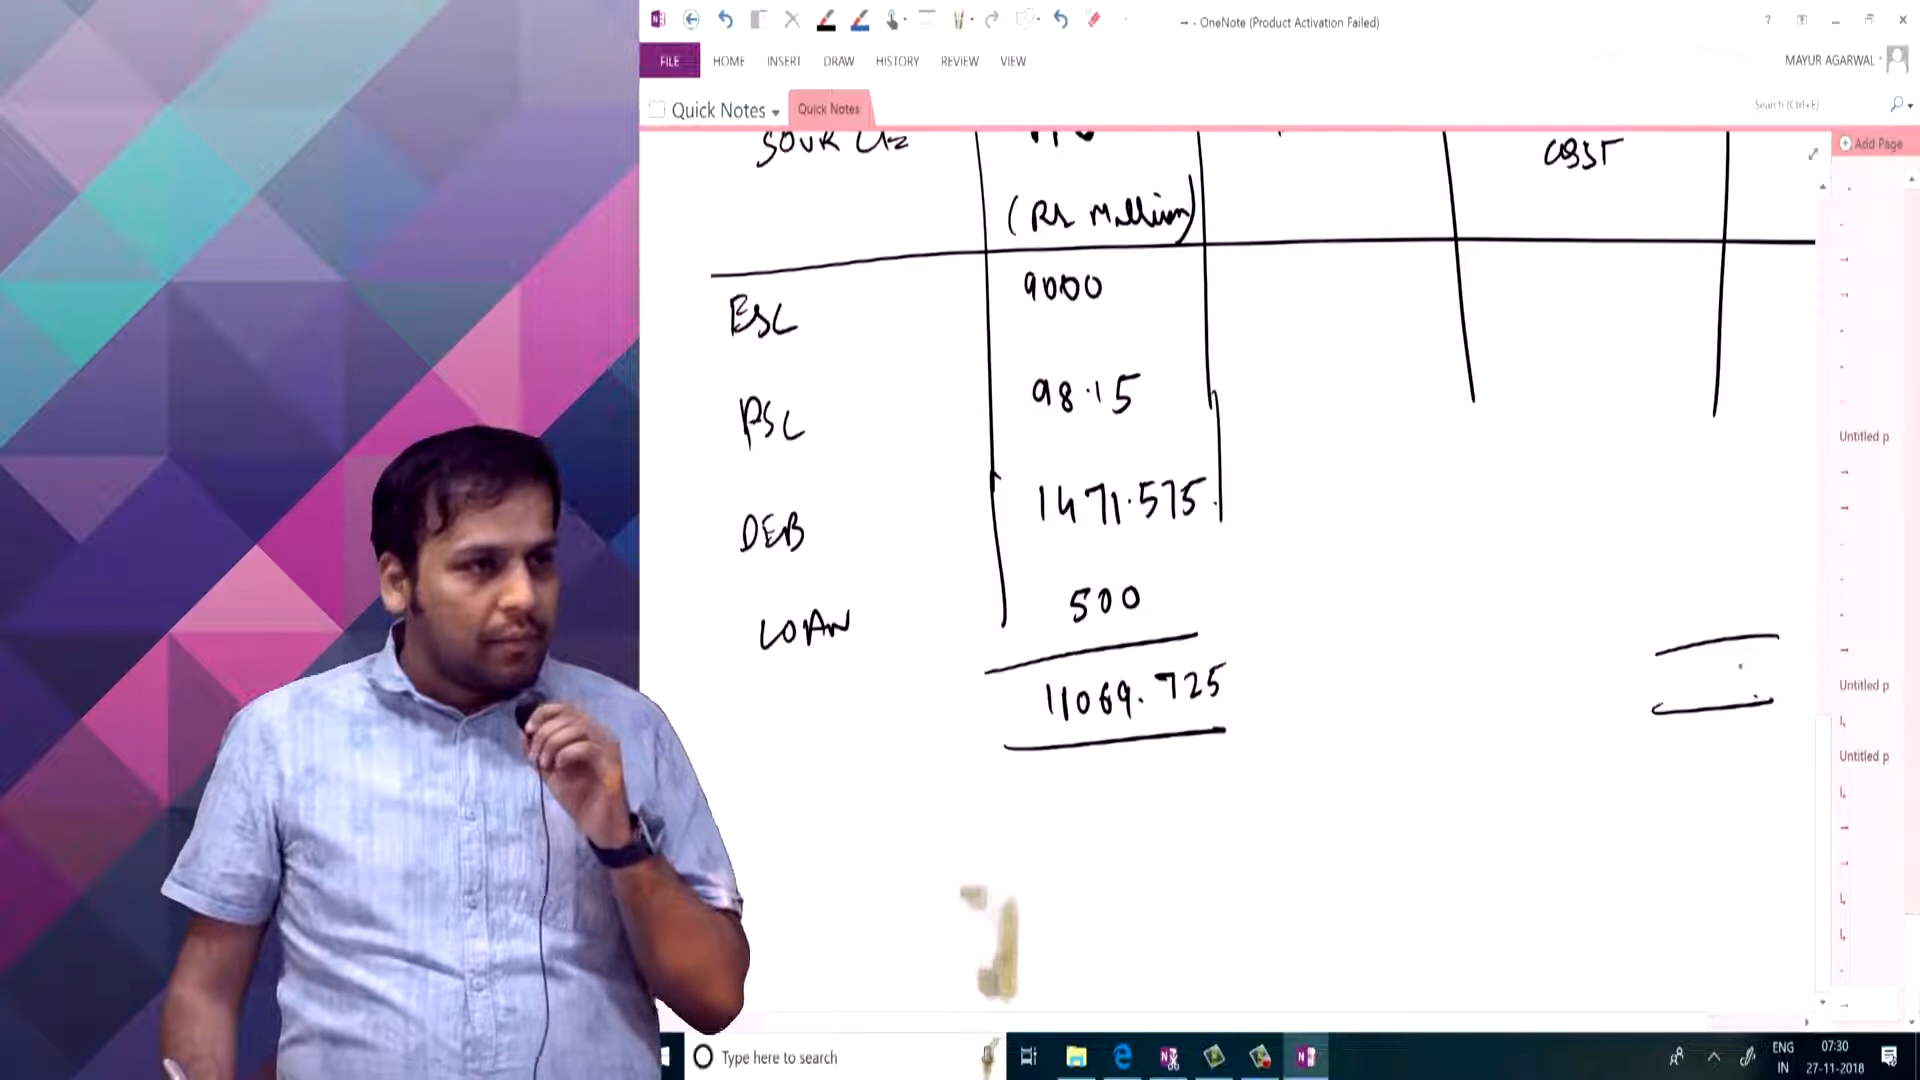 - OneNote (Product Activation Failed)
FILE HOME INSERT DRAW HISTORY REVIEW VIEW
MAYUR AGARWAL
Quick Notes
Quick Notes
Search (Ctrl+E)
Add Page
COST
(Rs Million)
ESC 9000
PSC 98.15
DEB 1471.575
LOAN 500
11069.725
Untitled p
Untitled p
Untitled p
Type here to search
ENG
IN
07:30
27-11-2018